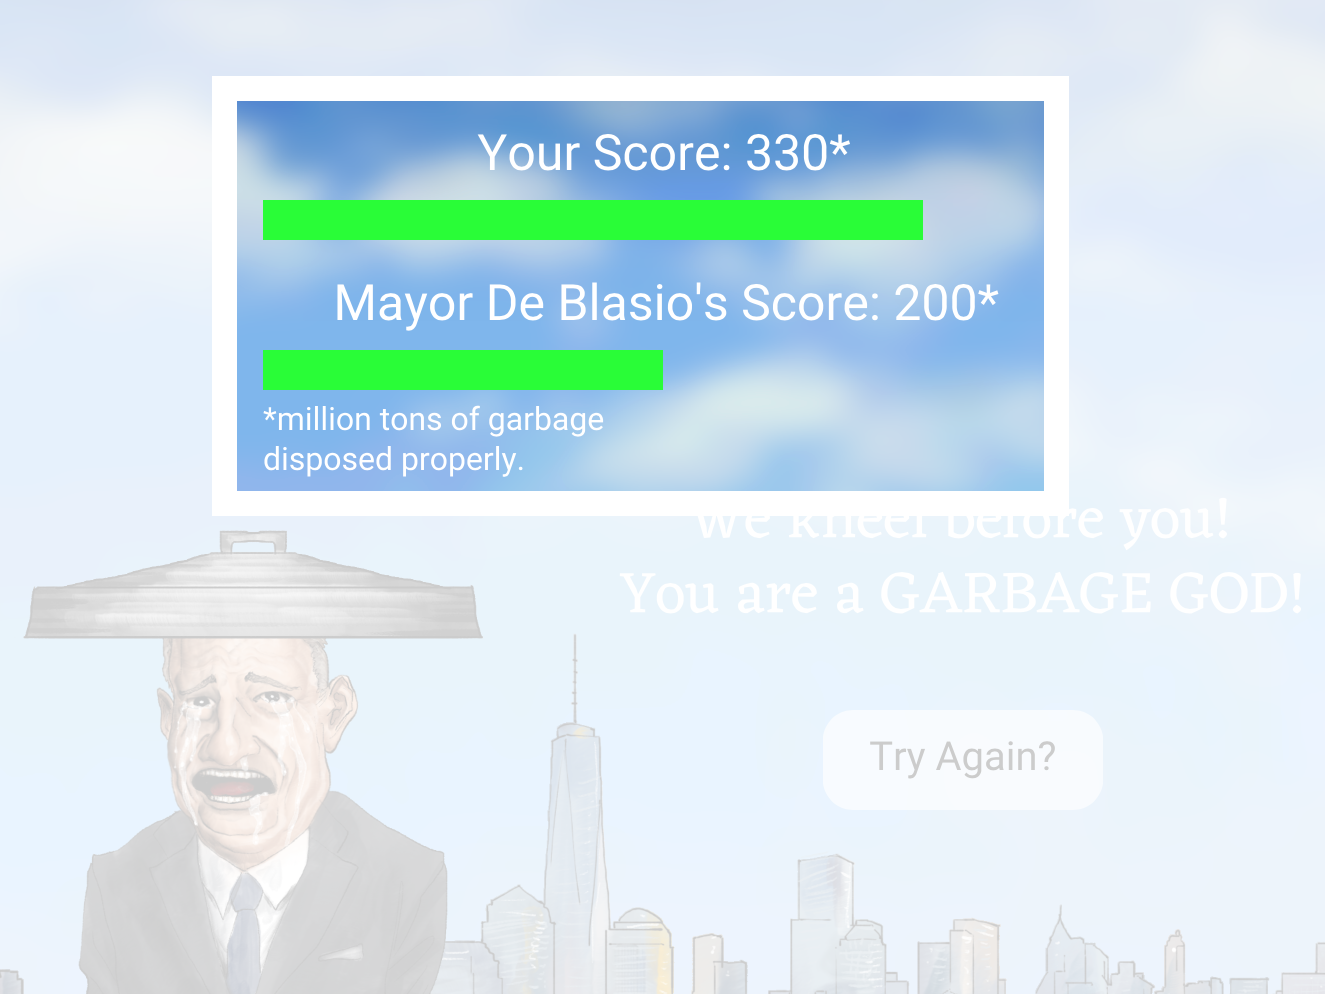 Your Score: 330*
Mayor De Blasio's Score: 200*
*million tons of garbage
disposed properly.
We kneel before you!
You are a GARBAGE GOD!
Try Again?